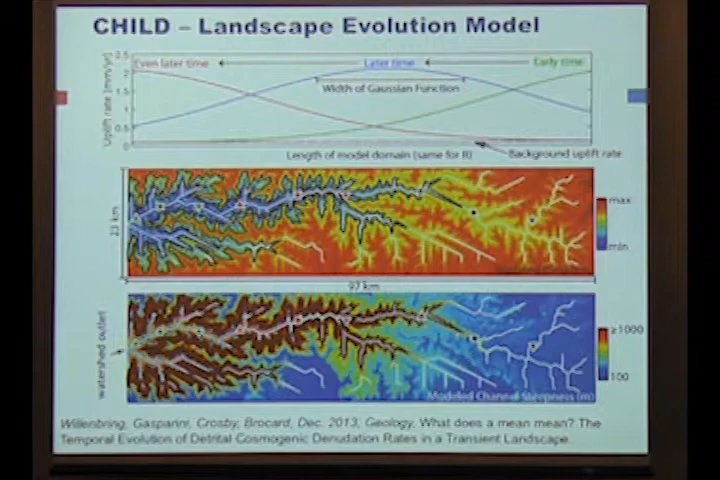 CHILD – Landscape Evolution Model
2.5
Even later time
Later time
Early time
2
Width of Gaussian Function
1.5
1
0.5
0
Uplift rate [mm/yr]
Length of model domain (same for B)
Background uplift rate
23 km
max
min
97 km
watershed outlet
≥1000
100
Modeled Channel Steepness (m)
Willenbring, Gasparini, Crosby, Brocard, Dec. 2013, Geology. What does a mean mean? The
Temporal Evolution of Detrital Cosmogenic Denudation Rates in a Transient Landscape.